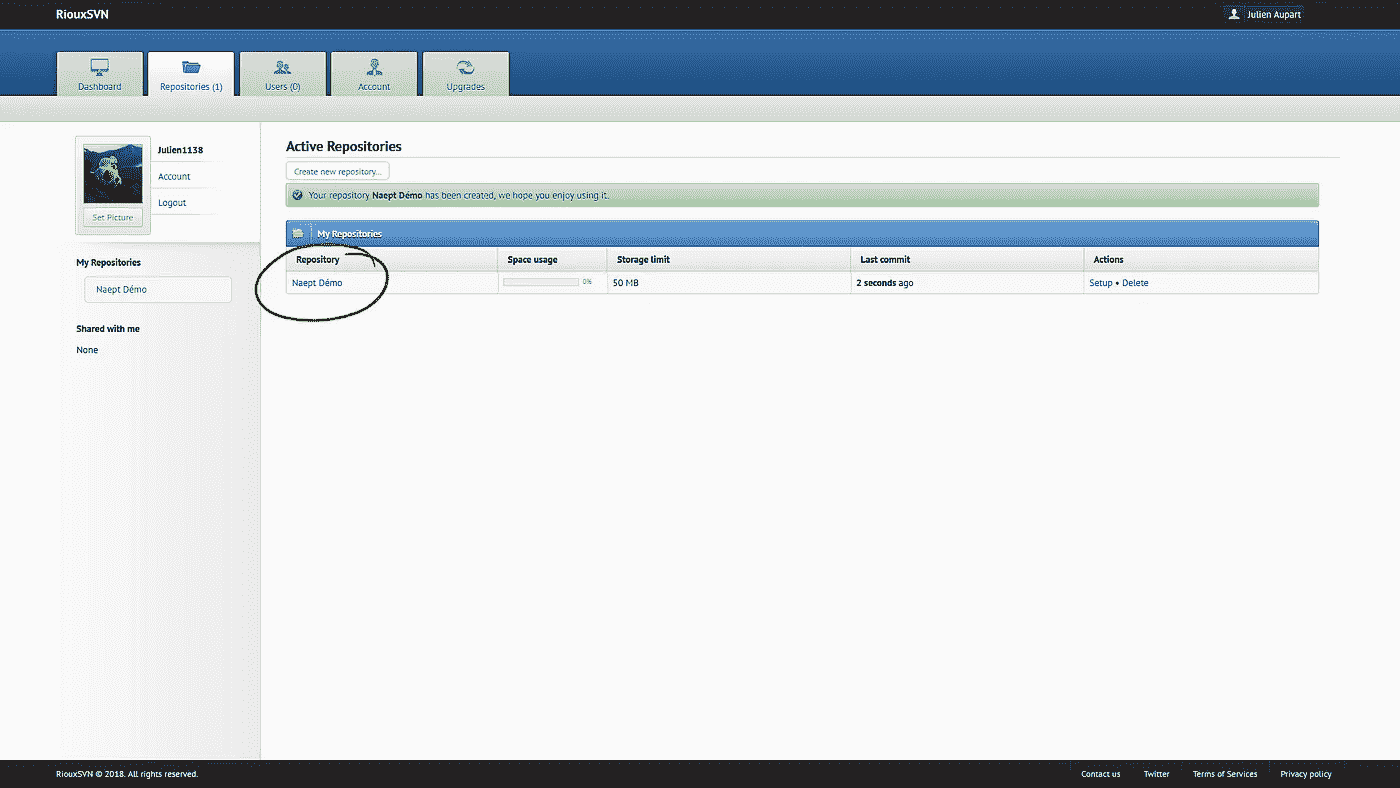 RiouxSVN
Julien Aupart
Dashboard
Repositories (1)
Users (0)
Account
Upgrades
Julien1138
Account
Logout
Set Picture
My Repositories
Naept Démo
Shared with me
None
Active Repositories
Create new repository...
Your repository Naept Démo has been created, we hope you enjoy using it.
My Repositories
Repository Space usage Storage limit Last commit Actions
Naept Démo 0% 50 MB 2 seconds ago Setup • Delete
RiouxSVN © 2018. All rights reserved.
Contact us Twitter Terms of Services Privacy policy